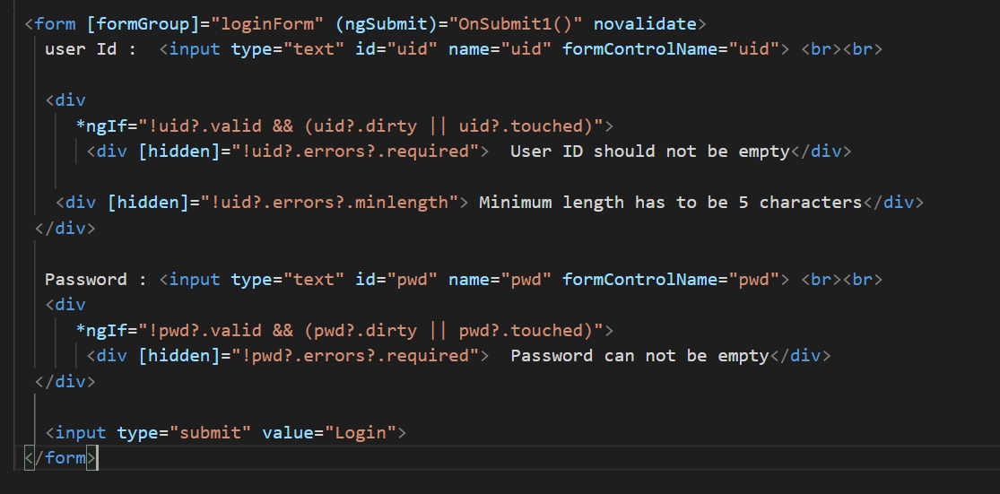 <form [formGroup]="loginForm" (ngSubmit)="OnSubmit1()" novalidate>
user Id :  <input type="text" id="uid" name="uid" formControlName="uid"> <br><br>
<div
*ngIf="!uid?.valid && (uid?.dirty || uid?.touched)">
<div [hidden]="!uid?.errors?.required">  User ID should not be empty</div>
<div [hidden]="!uid?.errors?.minlength"> Minimum length has to be 5 characters</div>
</div>
Password : <input type="text" id="pwd" name="pwd" formControlName="pwd"> <br><br>
<div
*ngIf="!pwd?.valid && (pwd?.dirty || pwd?.touched)">
<div [hidden]="!pwd?.errors?.required">  Password can not be empty</div>
</div>
<input type="submit" value="Login">
</form>